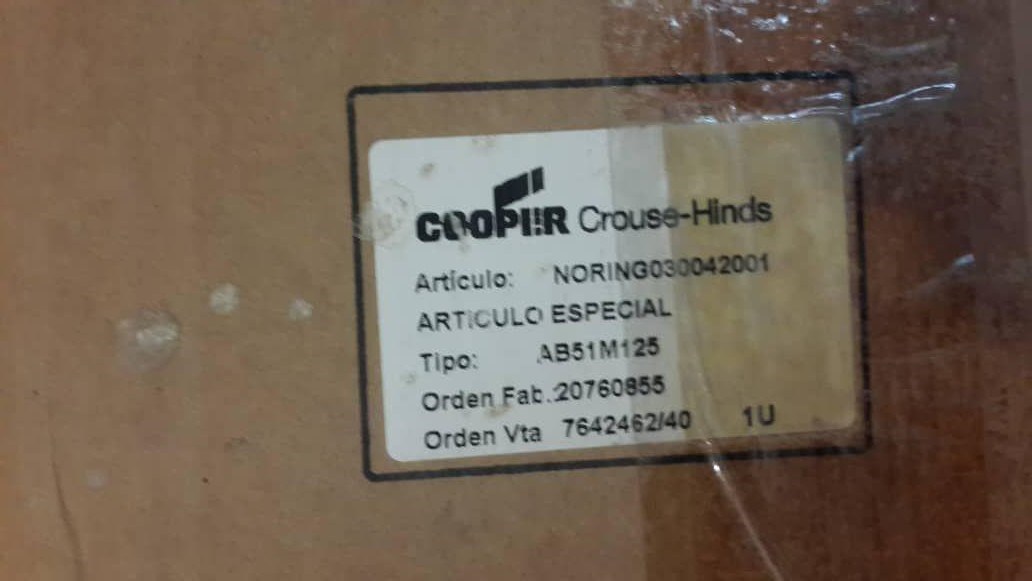 COOPER Crouse-Hinds
Artículo: NORING030042001
ARTICULO ESPECIAL
Tipo: AB51M125
Orden Fab.:20760855
Orden Vta 7642462/40 1U